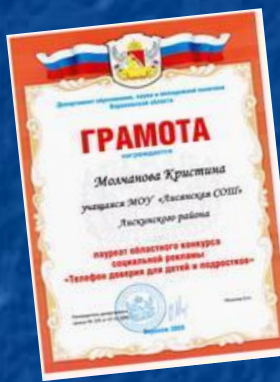 Департамент образования, науки и молодежной политики
Воронежской области
ГРАМОТА
награждается
Молчанова Кристина
учащаяся МОУ «Лисянская СОШ»
Лискинского района
лауреат областного конкурса
социальной рекламы
«Телефон доверия для детей и подростков»